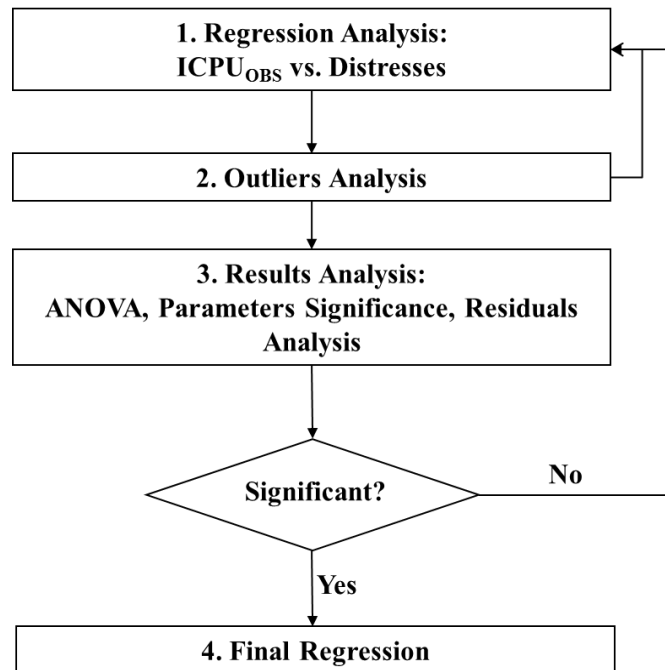 1. Regression Analysis:
ICPU_OBS vs. Distresses
2. Outliers Analysis
3. Results Analysis:
ANOVA, Parameters Significance, Residuals
Analysis
Significant?
No
Yes
4. Final Regression